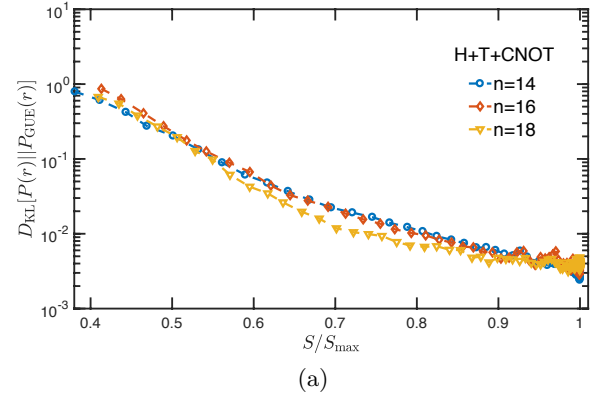 10^1
10^0
10^-1
10^-2
10^-3
D_KL[P(r)||P_GUE(r)]
H+T+CNOT
n=14
n=16
n=18
0.4 0.5 0.6 0.7 0.8 0.9 1
S/S_max
(a)